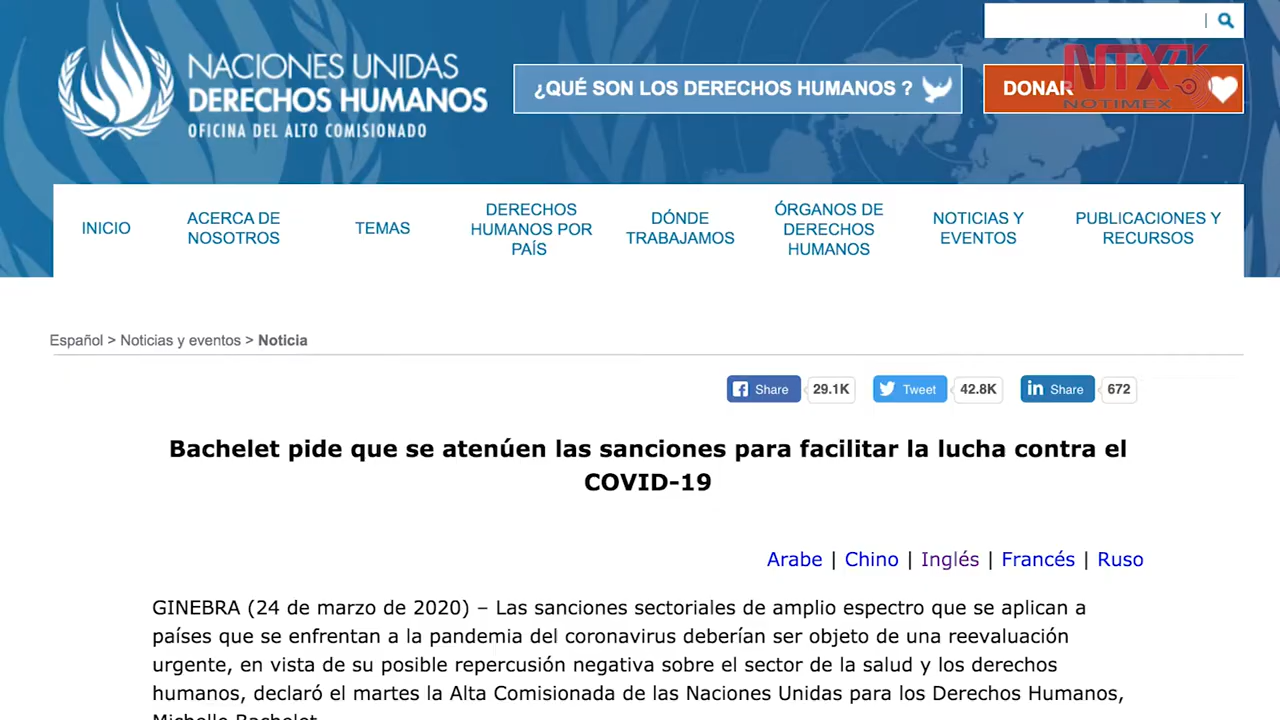 NACIONES UNIDAS
DERECHOS HUMANOS
OFICINA DEL ALTO COMISIONADO
¿QUÉ SON LOS DERECHOS HUMANOS ?
DONAR
NTX
NOTIMEX
INICIO
ACERCA DE
NOSOTROS
TEMAS
DERECHOS
HUMANOS POR
PAÍS
DÓNDE
TRABAJAMOS
ÓRGANOS DE
DERECHOS
HUMANOS
NOTICIAS Y
EVENTOS
PUBLICACIONES Y
RECURSOS
Español > Noticias y eventos > Noticia
Share 29.1K Tweet 42.8K in Share 672
Bachelet pide que se atenúen las sanciones para facilitar la lucha contra el
COVID-19
Arabe | Chino | Inglés | Francés | Ruso
GINEBRA (24 de marzo de 2020) – Las sanciones sectoriales de amplio espectro que se aplican a
países que se enfrentan a la pandemia del coronavirus deberían ser objeto de una reevaluación
urgente, en vista de su posible repercusión negativa sobre el sector de la salud y los derechos
humanos, declaró el martes la Alta Comisionada de las Naciones Unidas para los Derechos Humanos,
Michelle Bachelet